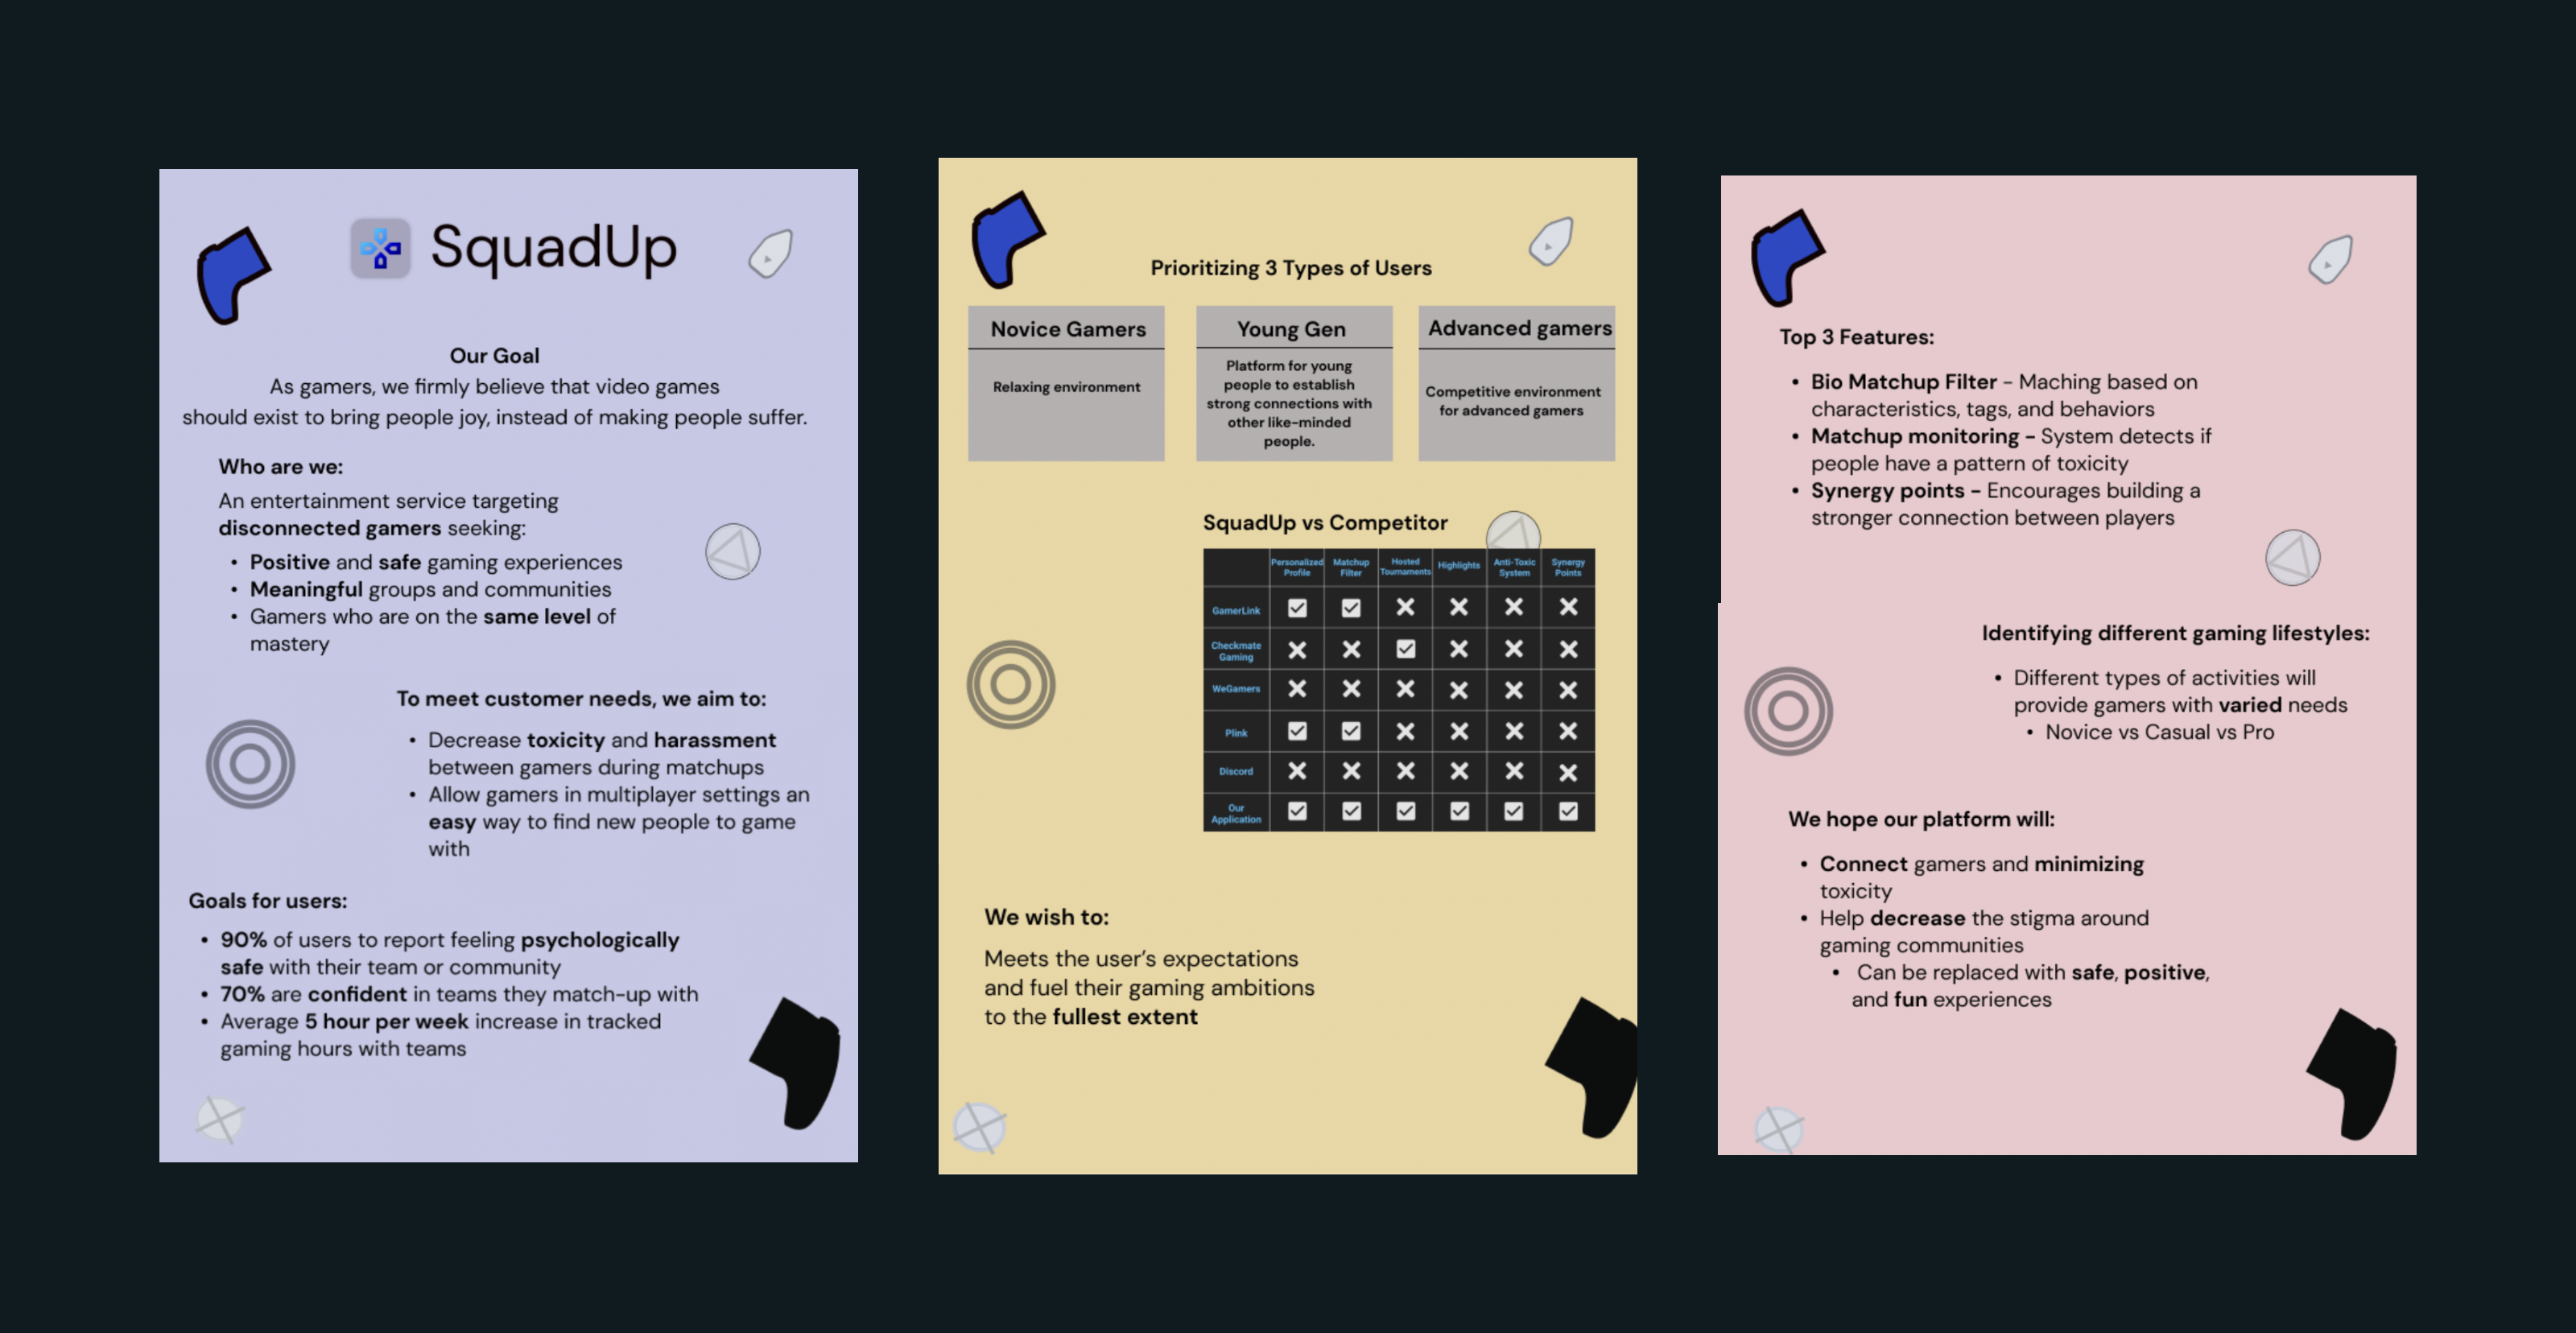 SquadUp
Our Goal
As gamers, we firmly believe that video games
should exist to bring people joy, instead of making people suffer.
Who are we:
An entertainment service targeting
disconnected gamers seeking:
• Positive and safe gaming experiences
• Meaningful groups and communities
• Gamers who are on the same level of
mastery
To meet customer needs, we aim to:
• Decrease toxicity and harassment
between gamers during matchups
• Allow gamers in multiplayer settings an
easy way to find new people to game
with
Goals for users:
• 90% of users to report feeling psychologically
safe with their team or community
• 70% are confident in teams they match-up with
• Average 5 hour per week increase in tracked
gaming hours with teams
Prioritizing 3 Types of Users
Novice Gamers
Relaxing environment
Young Gen
Platform for young
people to establish
strong connections with
other like-minded
people.
Advanced gamers
Competitive environment
for advanced gamers
SquadUp vs Competitor
Personalized Profile Matchup Filter Hosted Tournaments Highlights Anti-Toxic System Synergy Points
GamerLink
Checkmate
Gaming
WeGamers
Plink
Discord
Our
Application
We wish to:
Meets the user's expectations
and fuel their gaming ambitions
to the fullest extent
Top 3 Features:
• Bio Matchup Filter - Maching based on
characteristics, tags, and behaviors
• Matchup monitoring - System detects if
people have a pattern of toxicity
• Synergy points - Encourages building a
stronger connection between players
Identifying different gaming lifestyles:
• Different types of activities will
provide gamers with varied needs
• Novice vs Casual vs Pro
We hope our platform will:
• Connect gamers and minimizing
toxicity
• Help decrease the stigma around
gaming communities
• Can be replaced with safe, positive,
and fun experiences